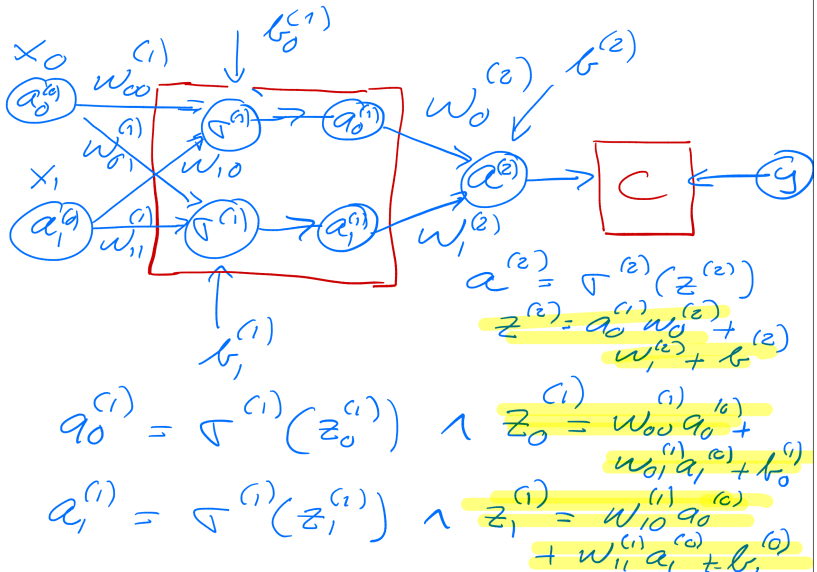 b₀⁽¹⁾
x₀ w₀₀⁽¹⁾ w₀⁽²⁾ b⁽²⁾
a₀⁽⁰⁾ σ⁽¹⁾ a₀⁽¹⁾
w₀₁⁽¹⁾ w₁₀
x₁ a⁽²⁾ C y
a₁⁽⁰⁾ w₁₁⁽¹⁾ σ⁽¹⁾ a₁⁽¹⁾ w₁⁽²⁾
b₁⁽¹⁾
a⁽²⁾ = σ⁽²⁾(z⁽²⁾)
z⁽²⁾ = a₀⁽¹⁾ w₀⁽²⁾ +
w₁⁽²⁾ + b⁽²⁾
a₀⁽¹⁾ = σ⁽¹⁾(z₀⁽¹⁾) ∧ z₀⁽¹⁾ = w₀₀⁽¹⁾ a₀⁽⁰⁾ +
w₀₁⁽¹⁾ a₁⁽⁰⁾ + b₀⁽¹⁾
a₁⁽¹⁾ = σ⁽¹⁾(z₁⁽¹⁾) ∧ z₁⁽¹⁾ = w₁₀⁽¹⁾ a₀⁽⁰⁾
+ w₁₁⁽¹⁾ a₁⁽⁰⁾ + b₁⁽⁰⁾